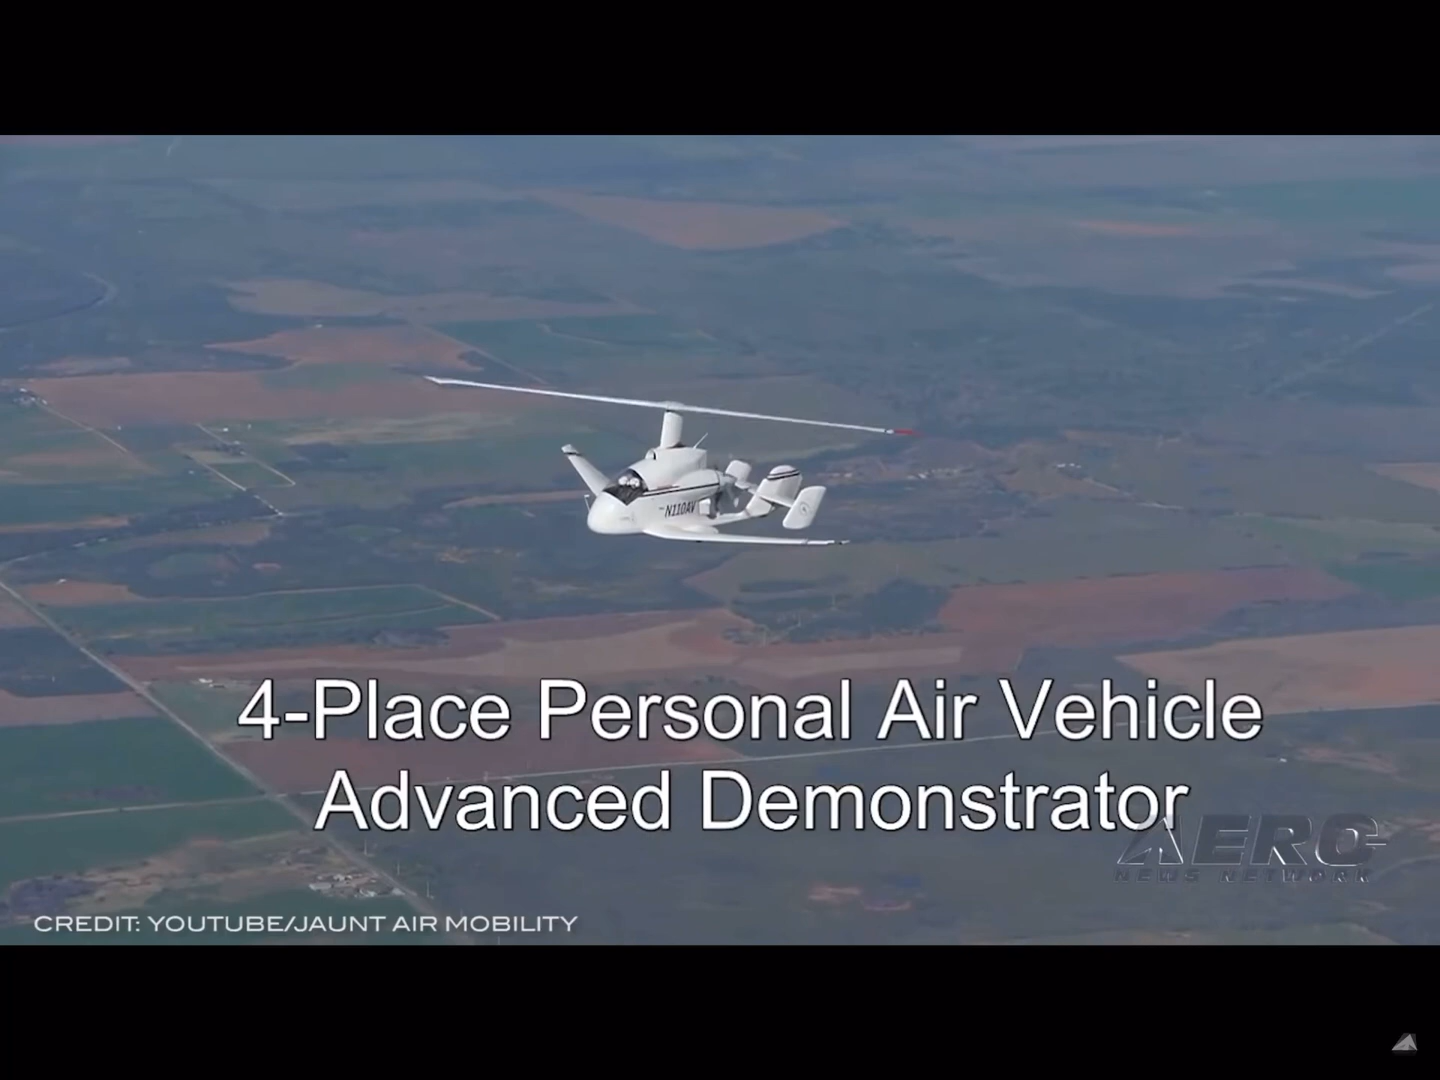 N110AV
4-Place Personal Air Vehicle
Advanced Demonstrator
AERO
NEWS NETWORK
CREDIT: YOUTUBE/JAUNT AIR MOBILITY